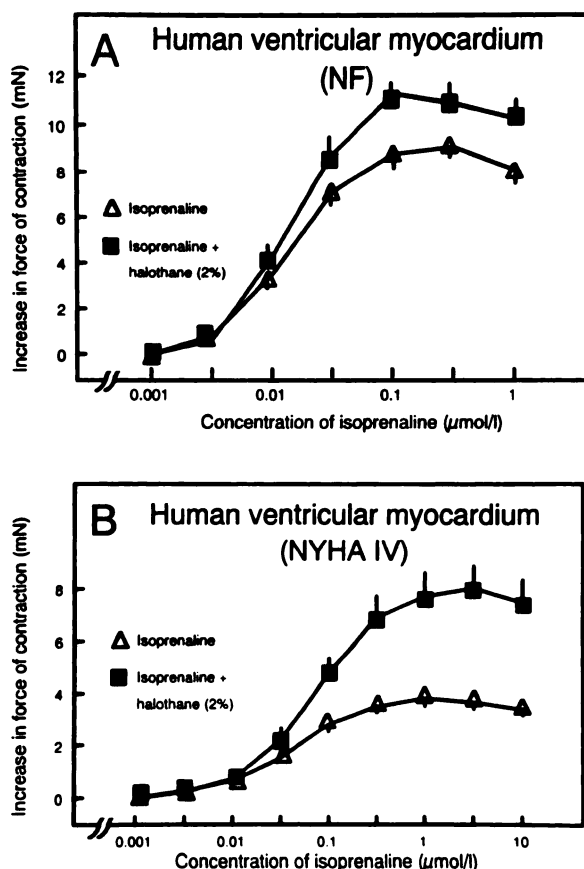 A
Human ventricular myocardium
(NF)
Increase in force of contraction (mN)
12
10
8
6
4
2
0
Isoprenaline
Isoprenaline +
halothane (2%)
0.001
0.01
0.1
1
Concentration of isoprenaline (µmol/l)
B
Human ventricular myocardium
(NYHA IV)
Increase in force of contraction (mN)
8
6
4
2
0
Isoprenaline
Isoprenaline +
halothane (2%)
0.001
0.01
0.1
1
10
Concentration of isoprenaline (µmol/l)